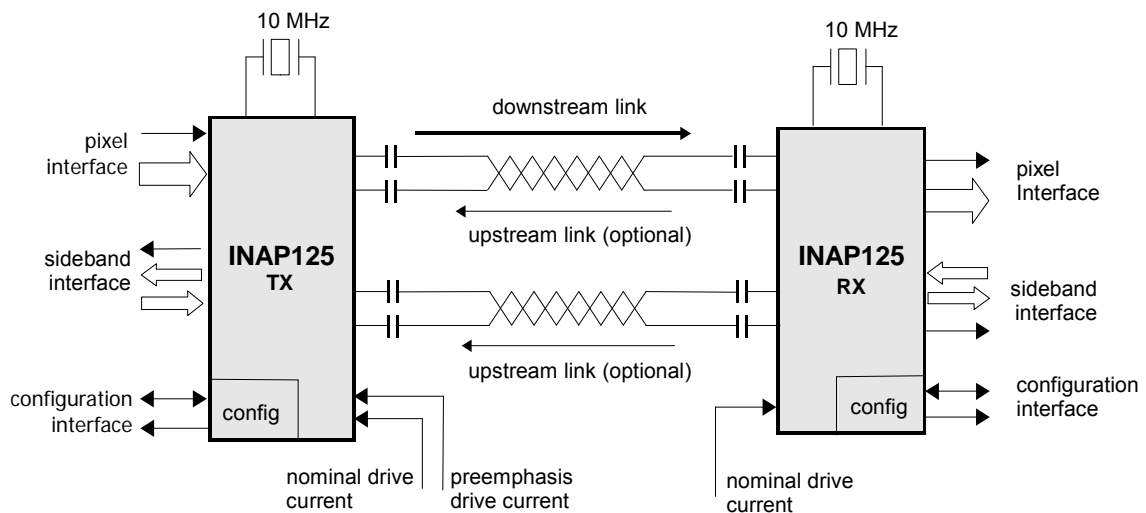 10 MHz
10 MHz
downstream link
pixel
interface
pixel
Interface
upstream link (optional)
INAP125
TX
INAP125
RX
sideband
interface
sideband
interface
upstream link (optional)
configuration
interface
config
config
configuration
interface
nominal drive
current
preemphasis
drive current
nominal drive
current